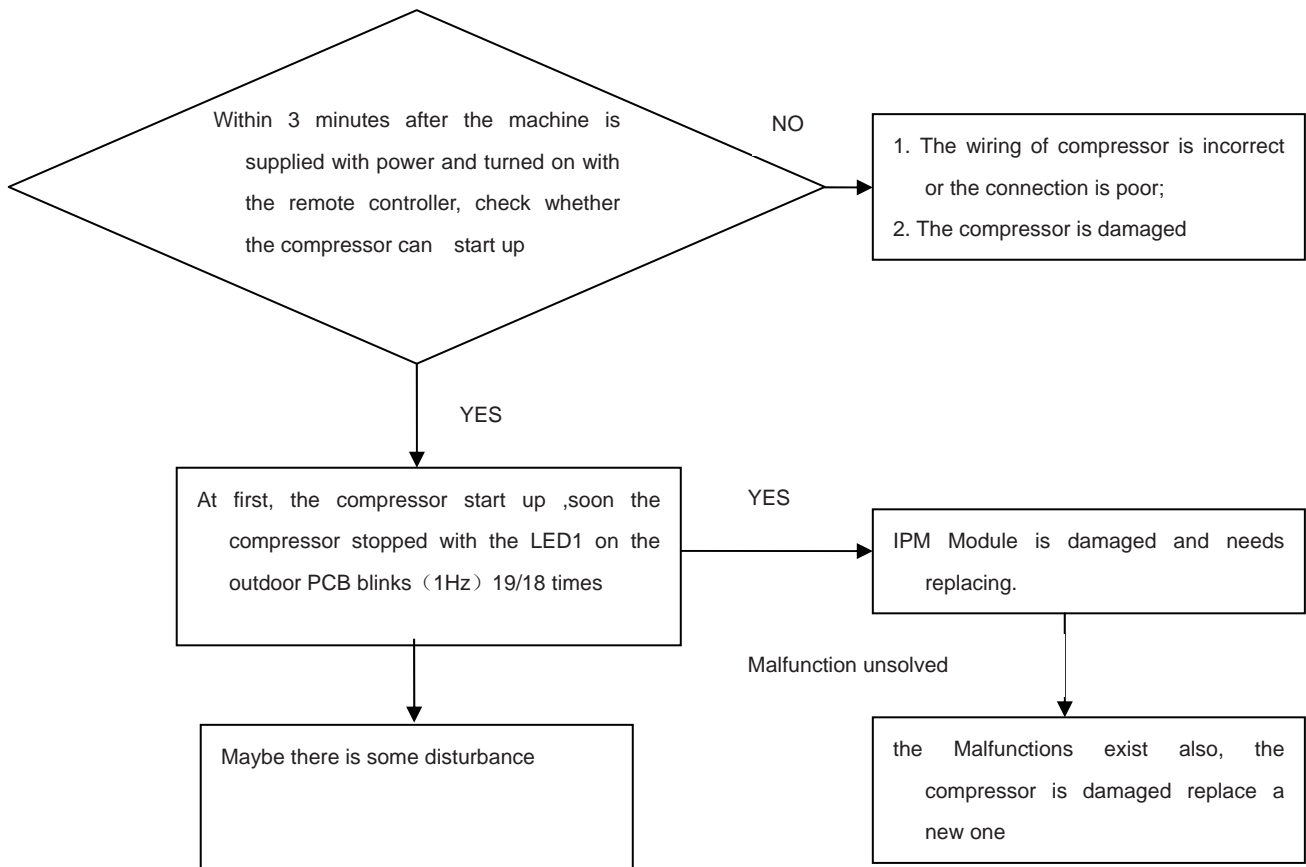 Within 3 minutes after the machine is
supplied with power and turned on with
the remote controller, check whether
the compressor can start up
NO
1. The wiring of compressor is incorrect
or the connection is poor;
2. The compressor is damaged
YES
At first, the compressor start up ,soon the
compressor stopped with the LED1 on the
outdoor PCB blinks（1Hz）19/18 times
YES
IPM Module is damaged and needs
replacing.
Malfunction unsolved
Maybe there is some disturbance
the Malfunctions exist also, the
compressor is damaged replace a
new one